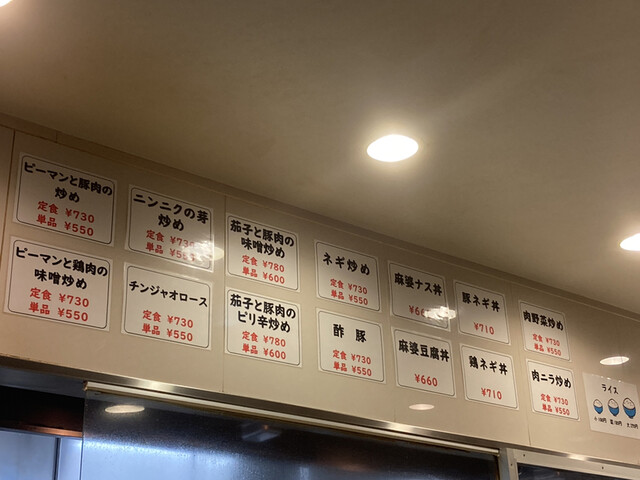 ピーマンと豚肉の
炒め
定食 ¥730
単品 ¥550
ニンニクの芽
炒め
定食 ¥730
単品
茄子と豚肉の
味噌炒め
定食 ¥780
単品 ¥600
ネギ炒め
定食 ¥730
単品 ¥550
麻婆ナス丼
豚ネギ丼
¥710
肉野菜炒め
定食 ¥730
単品 ¥550
ピーマンと鶏肉の
味噌炒め
定食 ¥730
単品 ¥550
チンジャオロース
定食 ¥730
単品 ¥550
茄子と豚肉の
ピリ辛炒め
定食 ¥780
単品 ¥600
酢豚
定食 ¥730
単品 ¥550
麻婆豆腐丼
¥660
鶏ネギ丼
¥710
肉ニラ炒め
定食 ¥730
単品 ¥550
ライス